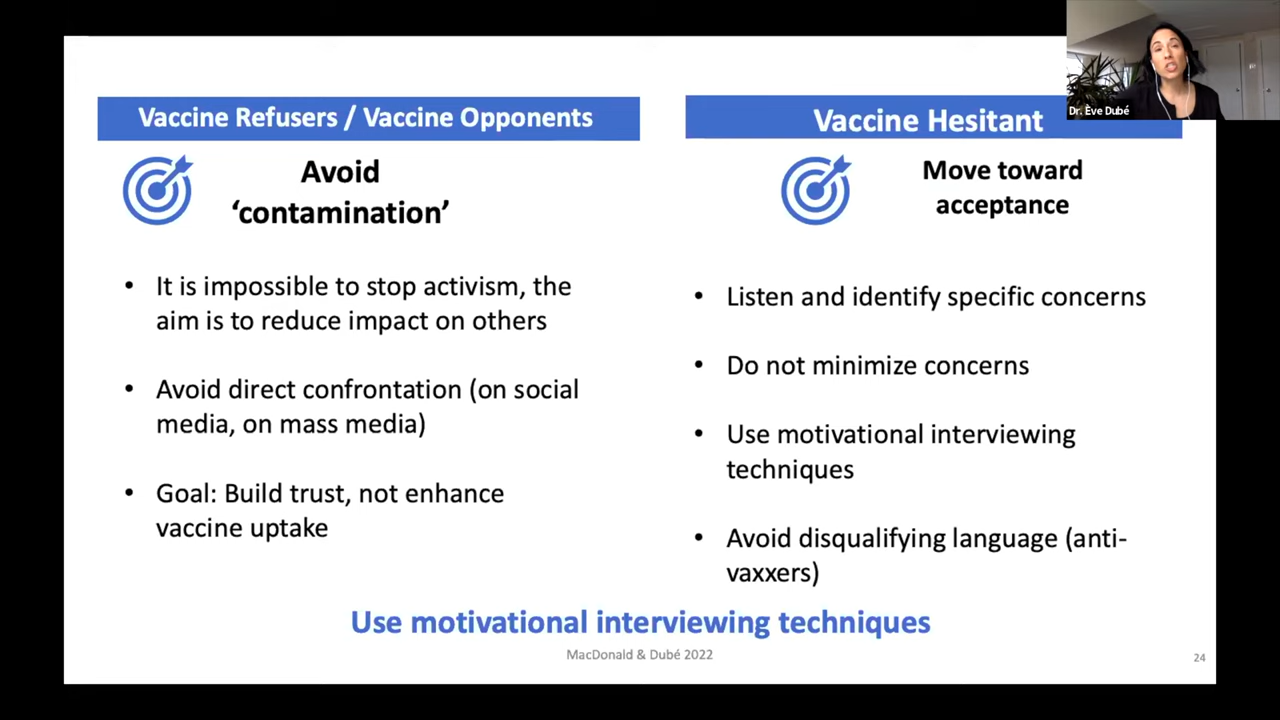 Vaccine Refusers / Vaccine Opponents
Avoid
‘contamination’
• It is impossible to stop activism, the
aim is to reduce impact on others
• Avoid direct confrontation (on social
media, on mass media)
• Goal: Build trust, not enhance
vaccine uptake
Vaccine Hesitant
Move toward
acceptance
• Listen and identify specific concerns
• Do not minimize concerns
• Use motivational interviewing
techniques
• Avoid disqualifying language (anti-
vaxxers)
Use motivational interviewing techniques
MacDonald & Dubé 2022
24
Dr. Ève Dubé